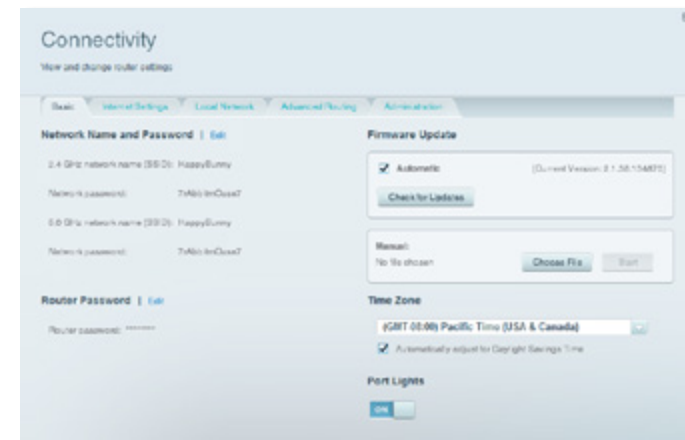 Connectivity
View and change router settings
Basic
Internet Settings
Local Network
Advanced Routing
Administration
Network Name and Password | Edit
2.4 GHz network name (SSID): HappyBunny
Network password:
5.0 GHz network name (SSID): HappyBunny
Network password:
Router Password | Edit
Router password: *******
Firmware Update
Automatic
(Current Version:
Check for Updates
Manual:
No file chosen
Choose File
Start
Time Zone
(GMT-08:00) Pacific Time (USA & Canada)
Automatically adjust for Daylight Savings Time
Port Lights
ON